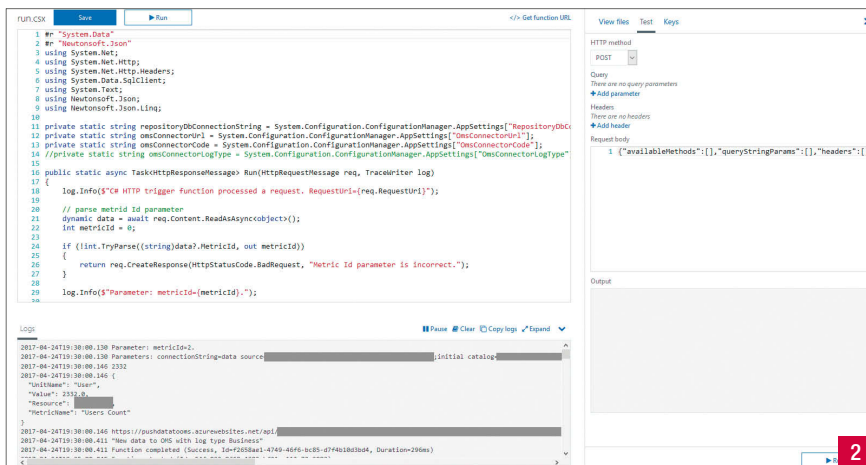 run.csx Save Run </> Get function URL
1 #r "System.Data"
2 #r "Newtonsoft.Json"
3 using System.Net;
4 using System.Net.Http;
5 using System.Net.Http.Headers;
6 using System.Data.SqlClient;
7 using System.Text;
8 using Newtonsoft.Json;
9 using Newtonsoft.Json.Linq;
10
11 private static string repositoryDbConnectionString = System.Configuration.ConfigurationManager.AppSettings["RepositoryDbCo
12 private static string omsConnectorUrl = System.Configuration.ConfigurationManager.AppSettings["OmsConnectorUrl"];
13 private static string omsConnectorCode = System.Configuration.ConfigurationManager.AppSettings["OmsConnectorCode"];
14 //private static string omsConnectorLogType = System.Configuration.ConfigurationManager.AppSettings["OmsConnectorLogType"
15
16 public static async Task<HttpResponseMessage> Run(HttpRequestMessage req, TraceWriter log)
17 {
18 log.Info($"C# HTTP trigger function processed a request. RequestUri={req.RequestUri}");
19
20 // parse metrid Id parameter
21 dynamic data = await req.Content.ReadAsAsync<object>();
22 int metricId = 0;
23
24 if (!int.TryParse((string)data?.MetricId, out metricId))
25 {
26 return req.CreateResponse(HttpStatusCode.BadRequest, "Metric Id parameter is incorrect.");
27 }
28
29 log.Info($"Parameter: metricId={metricId}.");
Logs Pause Clear Copy logs Expand
2017-04-24T19:30:00.130 Parameter: metricId=2.
2017-04-24T19:30:00.130 Parameters: connectionString=data source= ;initial catalog=
2017-04-24T19:30:00.146 2332
2017-04-24T19:30:00.146 {
"UnitName": "User",
"Value": 2332.0,
"Resource":
"MetricName": "Users Count"
}
2017-04-24T19:30:00.146 https://pushdatatooms.azurewebsites.net/api/
2017-04-24T19:30:00.411 "New data to OMS with log type Business"
2017-04-24T19:30:00.411 Function completed (Success, Id=f2658aa1-4749-46f6-bc85-d7f4b10d3bd4, Duration=296ms)
View files Test Keys
HTTP method
POST
Query
There are no query parameters
+ Add parameter
Headers
There are no headers
+ Add header
Request body
1 {"availableMethods":[],"queryStringParams":[],"headers":[
Output
2